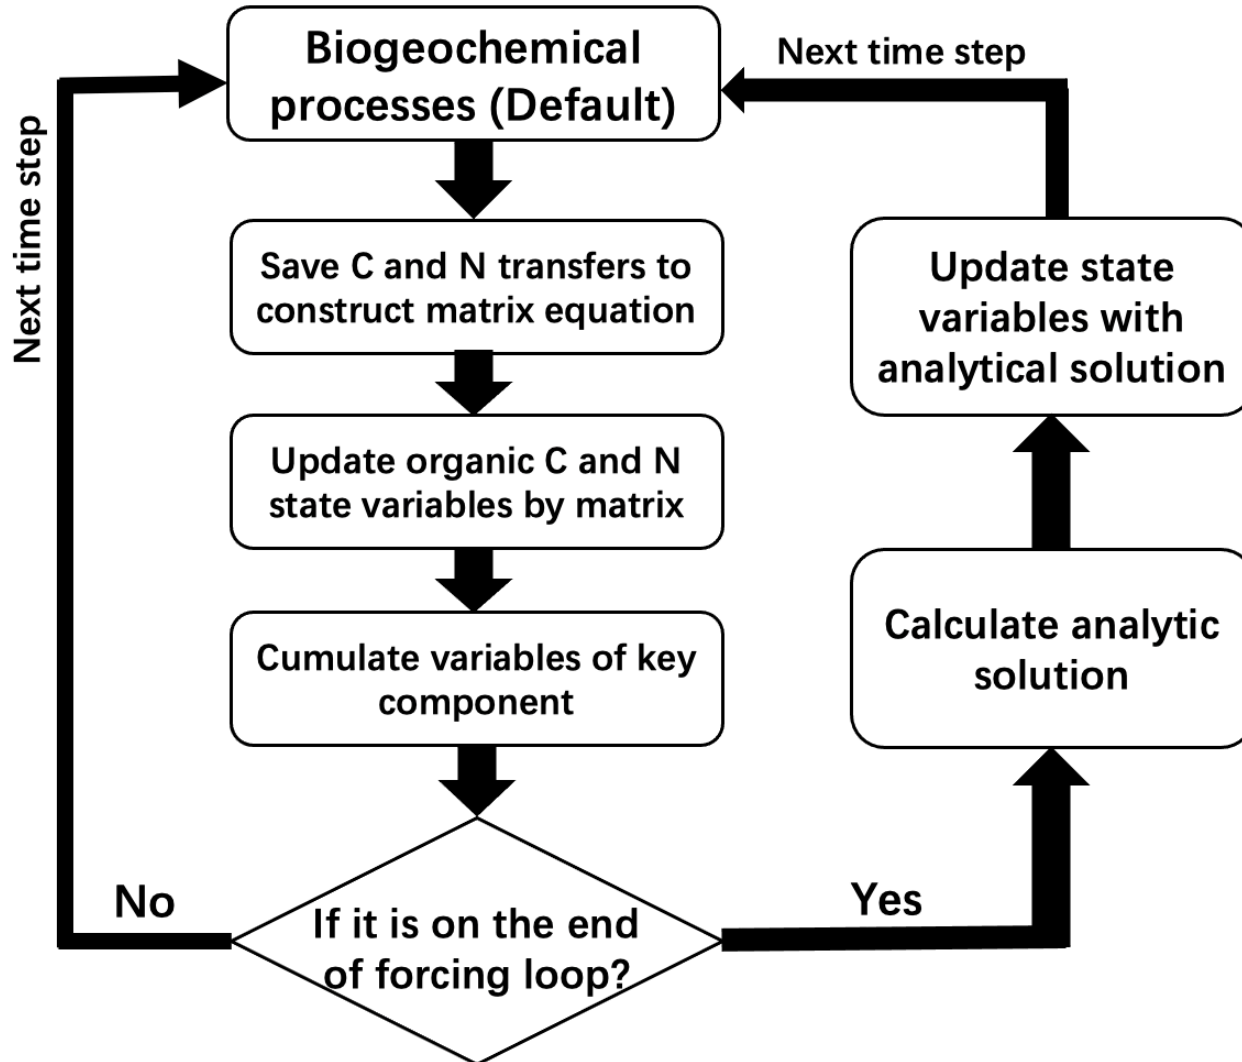 Biogeochemical
processes (Default)
Next time step
Next time step
Save C and N transfers to
construct matrix equation
Update state
variables with
analytical solution
Update organic C and N
state variables by matrix
Calculate analytic
solution
Cumulate variables of key
component
No
Yes
If it is on the end
of forcing loop?